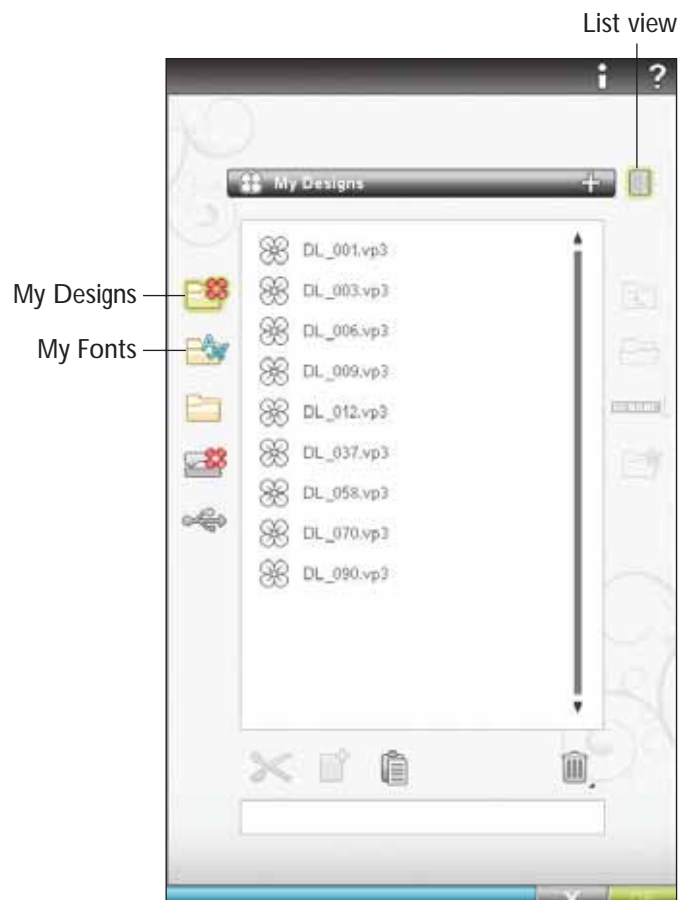 List view
i ?
My Designs +
DL_001.vp3
My Designs
DL_003.vp3
DL_006.vp3
My Fonts
DL_009.vp3
DL_012.vp3
DL_037.vp3
DL_058.vp3
DL_070.vp3
DL_090.vp3